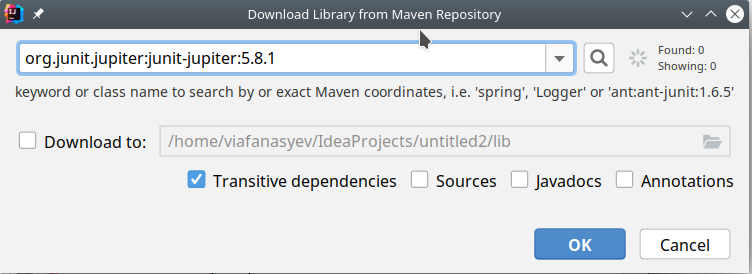 Download Library from Maven Repository
org.junit.jupiter:junit-jupiter:5.8.1
Found: 0
Showing: 0
keyword or class name to search by or exact Maven coordinates, i.e. 'spring', 'Logger' or 'ant:ant-junit:1.6.5'
Download to:
/home/viafanasyev/IdeaProjects/untitled2/lib
Transitive dependencies
Sources
Javadocs
Annotations
OK
Cancel